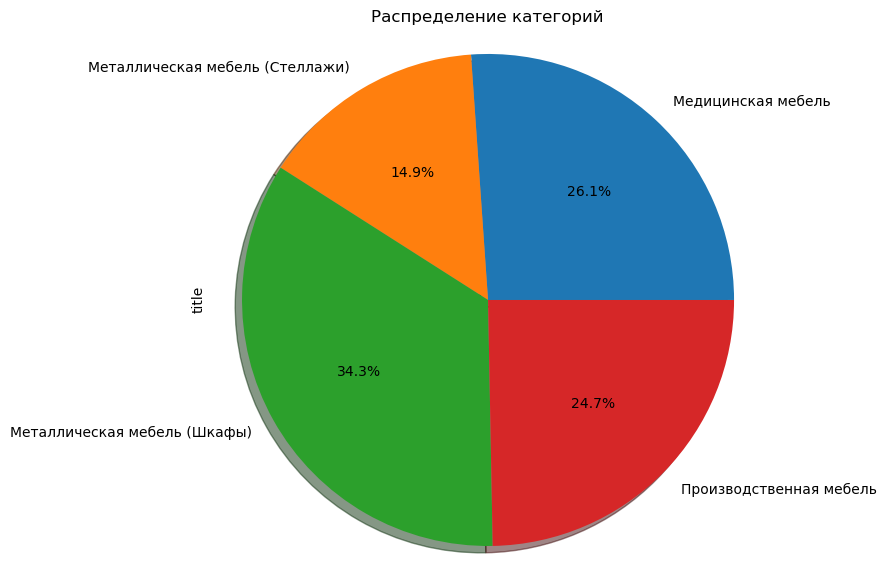 Распределение категорий
Металлическая мебель (Стеллажи)
Медицинская мебель
14.9%
26.1%
title
34.3%
24.7%
Металлическая мебель (Шкафы)
Производственная мебель